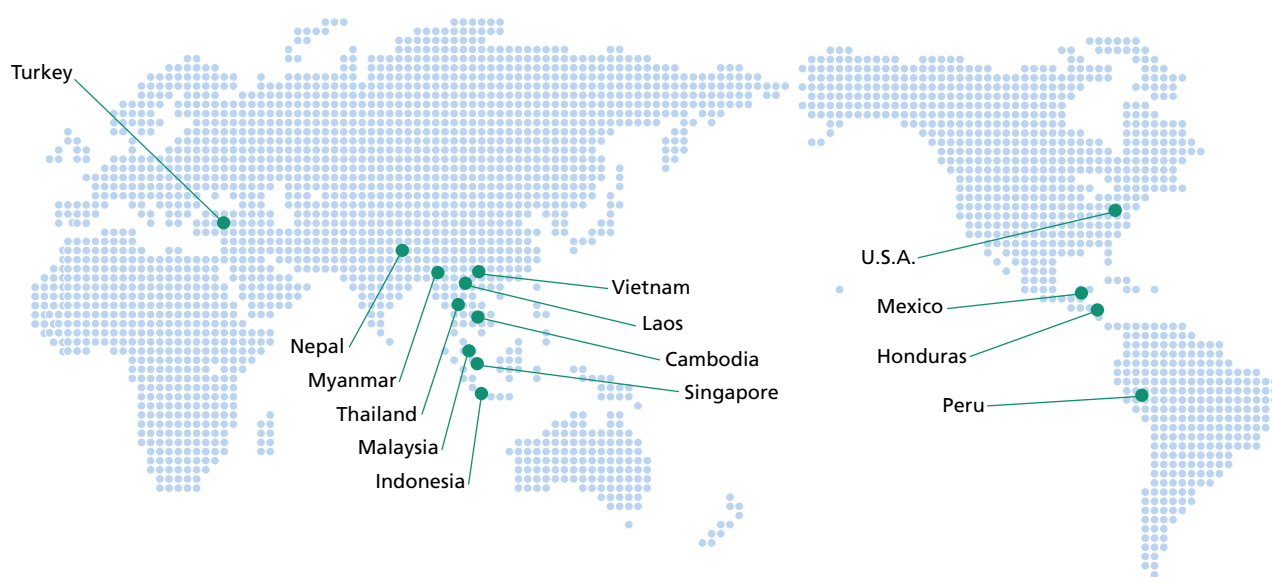 Turkey
Nepal
Myanmar
Thailand
Malaysia
Indonesia
Vietnam
Laos
Cambodia
Singapore
U.S.A.
Mexico
Honduras
Peru